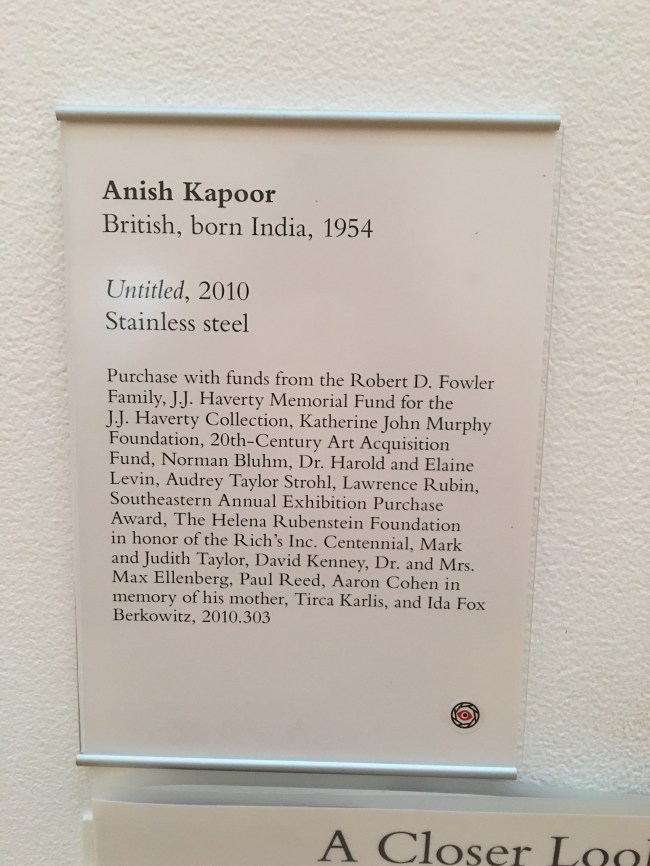 Anish Kapoor
British, born India, 1954
Untitled, 2010
Stainless steel
Purchase with funds from the Robert D. Fowler
Family, J.J. Haverty Memorial Fund for the
J.J. Haverty Collection, Katherine John Murphy
Foundation, 20th-Century Art Acquisition
Fund, Norman Bluhm, Dr. Harold and Elaine
Levin, Audrey Taylor Strohl, Lawrence Rubin,
Southeastern Annual Exhibition Purchase
Award, The Helena Rubenstein Foundation
in honor of the Rich's Inc. Centennial, Mark
and Judith Taylor, David Kenney, Dr. and Mrs.
Max Ellenberg, Paul Reed, Aaron Cohen in
memory of his mother, Tirca Karlis, and Ida Fox
Berkowitz, 2010.303
A Closer Look